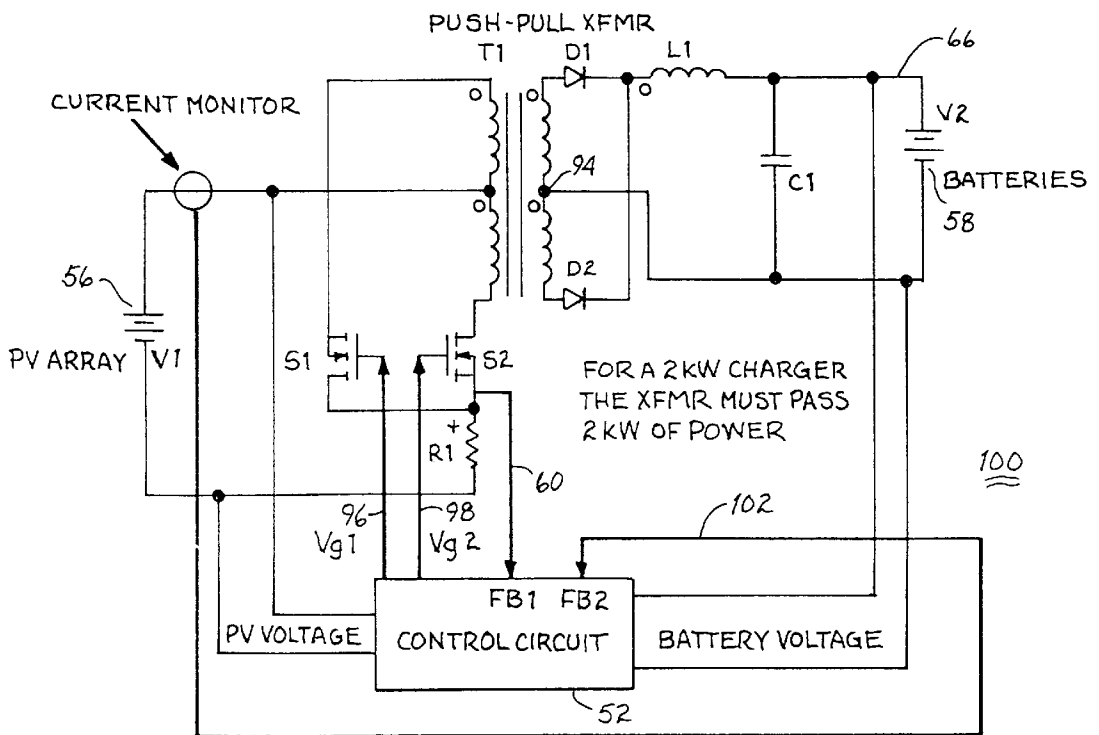 PUSH-PULL XFMR
T1
D1
L1
66
CURRENT MONITOR
V2
94
C1
BATTERIES
58
56
D2
PV ARRAY
V1
S1
S2
FOR A 2KW CHARGER
THE XFMR MUST PASS
2KW OF POWER
+
R1
60
100
96
98
102
Vg1
Vg2
FB1
FB2
PV VOLTAGE
CONTROL CIRCUIT
BATTERY VOLTAGE
52